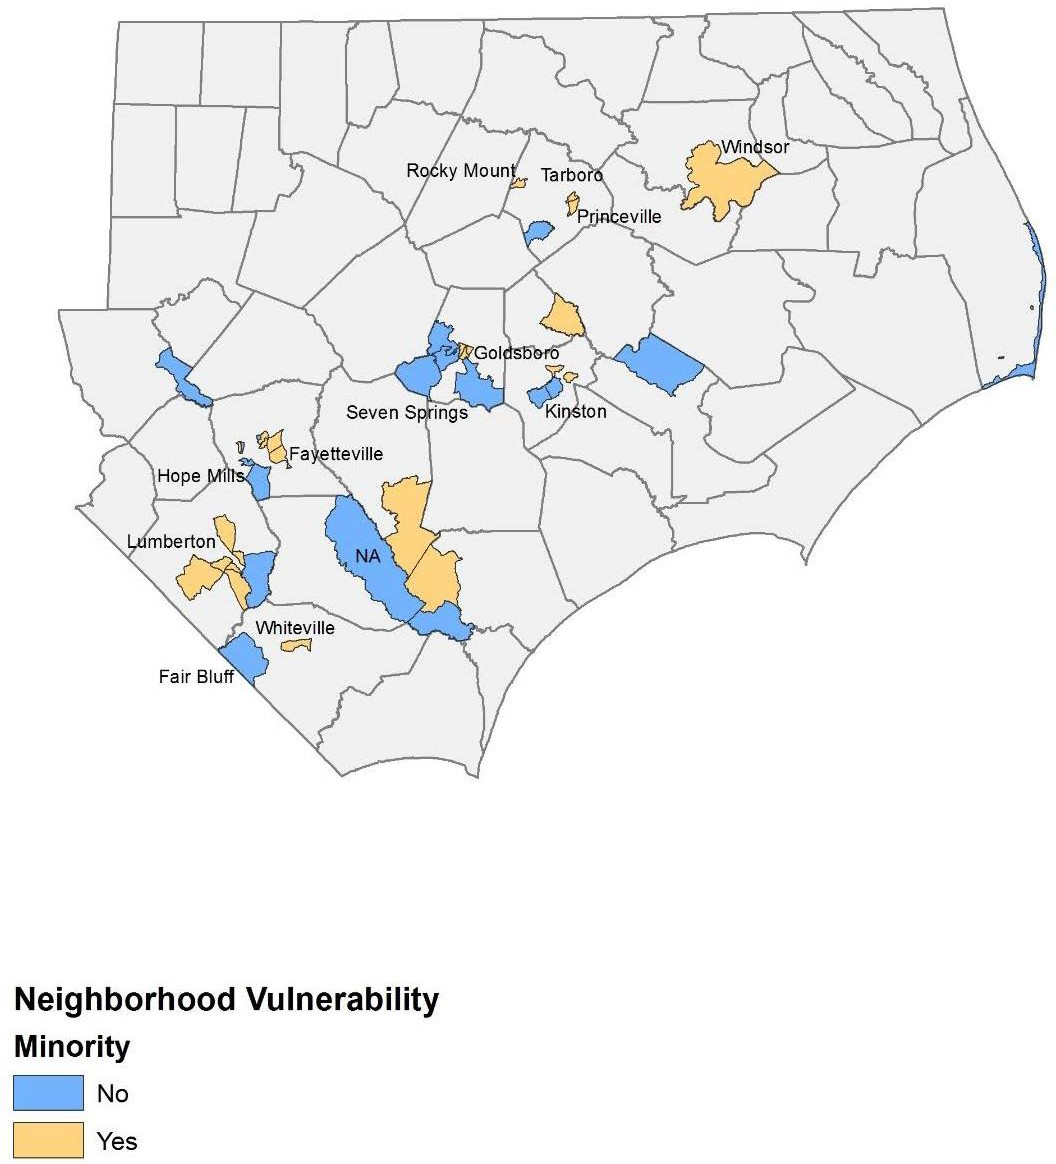 Windsor
Rocky Mount
Tarboro
Princeville
Goldsboro
Seven Springs
Kinston
Fayetteville
Hope Mills
Lumberton
NA
Whiteville
Fair Bluff
Neighborhood Vulnerability
Minority
No
Yes